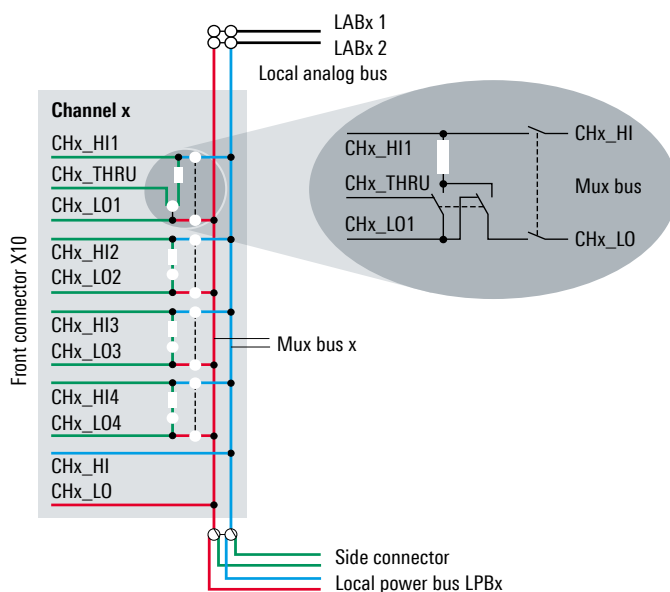 LABx 1
LABx 2
Local analog bus
Channel x
CHx_HI1
CHx_THRU
CHx_LO1
CHx_HI2
CHx_LO2
CHx_HI3
CHx_LO3
CHx_HI4
CHx_LO4
CHx_HI
CHx_LO
Front connector X10
Mux bus x
CHx_HI1
CHx_THRU
CHx_LO1
CHx_HI
Mux bus
CHx_LO
Side connector
Local power bus LPBx